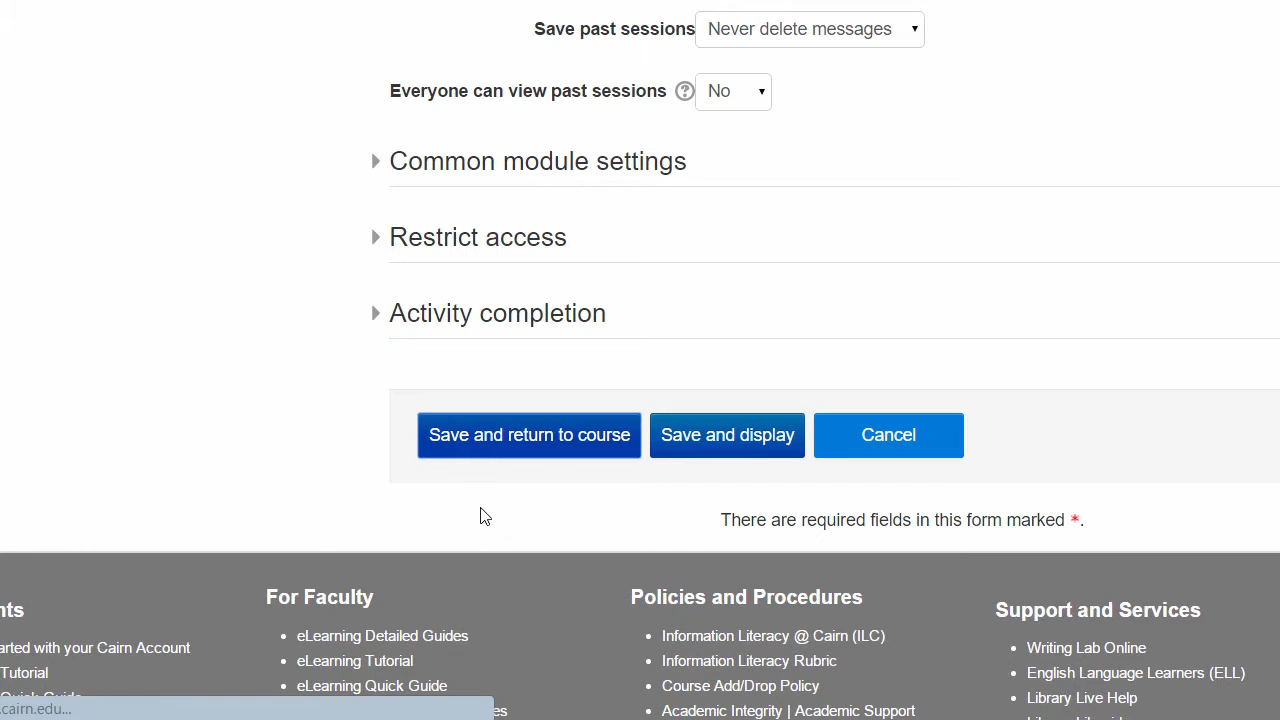 Save past sessions Never delete messages
Everyone can view past sessions No
Common module settings
Restrict access
Activity completion
Save and return to course Save and display Cancel
There are required fields in this form marked *.
nts
arted with your Cairn Account
Tutorial
For Faculty
eLearning Detailed Guides
eLearning Tutorial
eLearning Quick Guide
es
Policies and Procedures
Information Literacy @ Cairn (ILC)
Information Literacy Rubric
Course Add/Drop Policy
Academic Integrity | Academic Support
Support and Services
Writing Lab Online
English Language Learners (ELL)
Library Live Help
.cairn.edu...